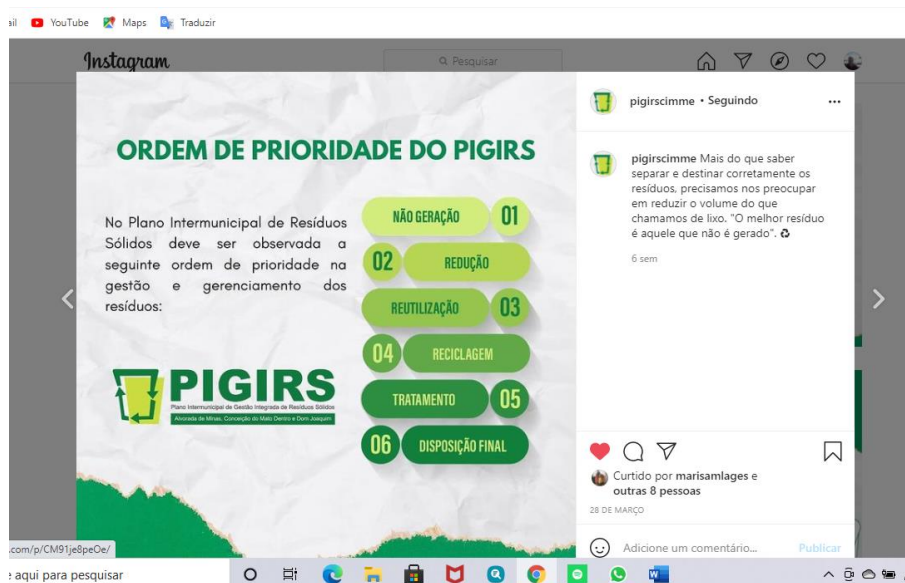 ail YouTube Maps Traduzir
Instagram
Pesquisar
ORDEM DE PRIORIDADE DO PIGIRS
No Plano Intermunicipal de Resíduos
Sólidos deve ser observada a
seguinte ordem de prioridade na
gestão e gerenciamento dos
resíduos:
NÃO GERAÇÃO 01
02 REDUÇÃO
REUTILIZAÇÃO 03
04 RECICLAGEM
TRATAMENTO 05
06 DISPOSIÇÃO FINAL
PIGIRS
Plano Intermunicipal de Gestão Integrada de Resíduos Sólidos
Alvorada de Minas, Conceição do Mato Dentro e Dom Joaquim
pigirscimme • Seguindo
pigirscimme Mais do que saber
separar e destinar corretamente os
resíduos, precisamos nos preocupar
em reduzir o volume do que
chamamos de lixo. "O melhor resíduo
é aquele que não é gerado". ♻
6 sem
Curtido por marisamlages e
outras 8 pessoas
28 DE MARÇO
Adicione um comentário... Publicar
.com/p/CM91je8peOe/
e aqui para pesquisar